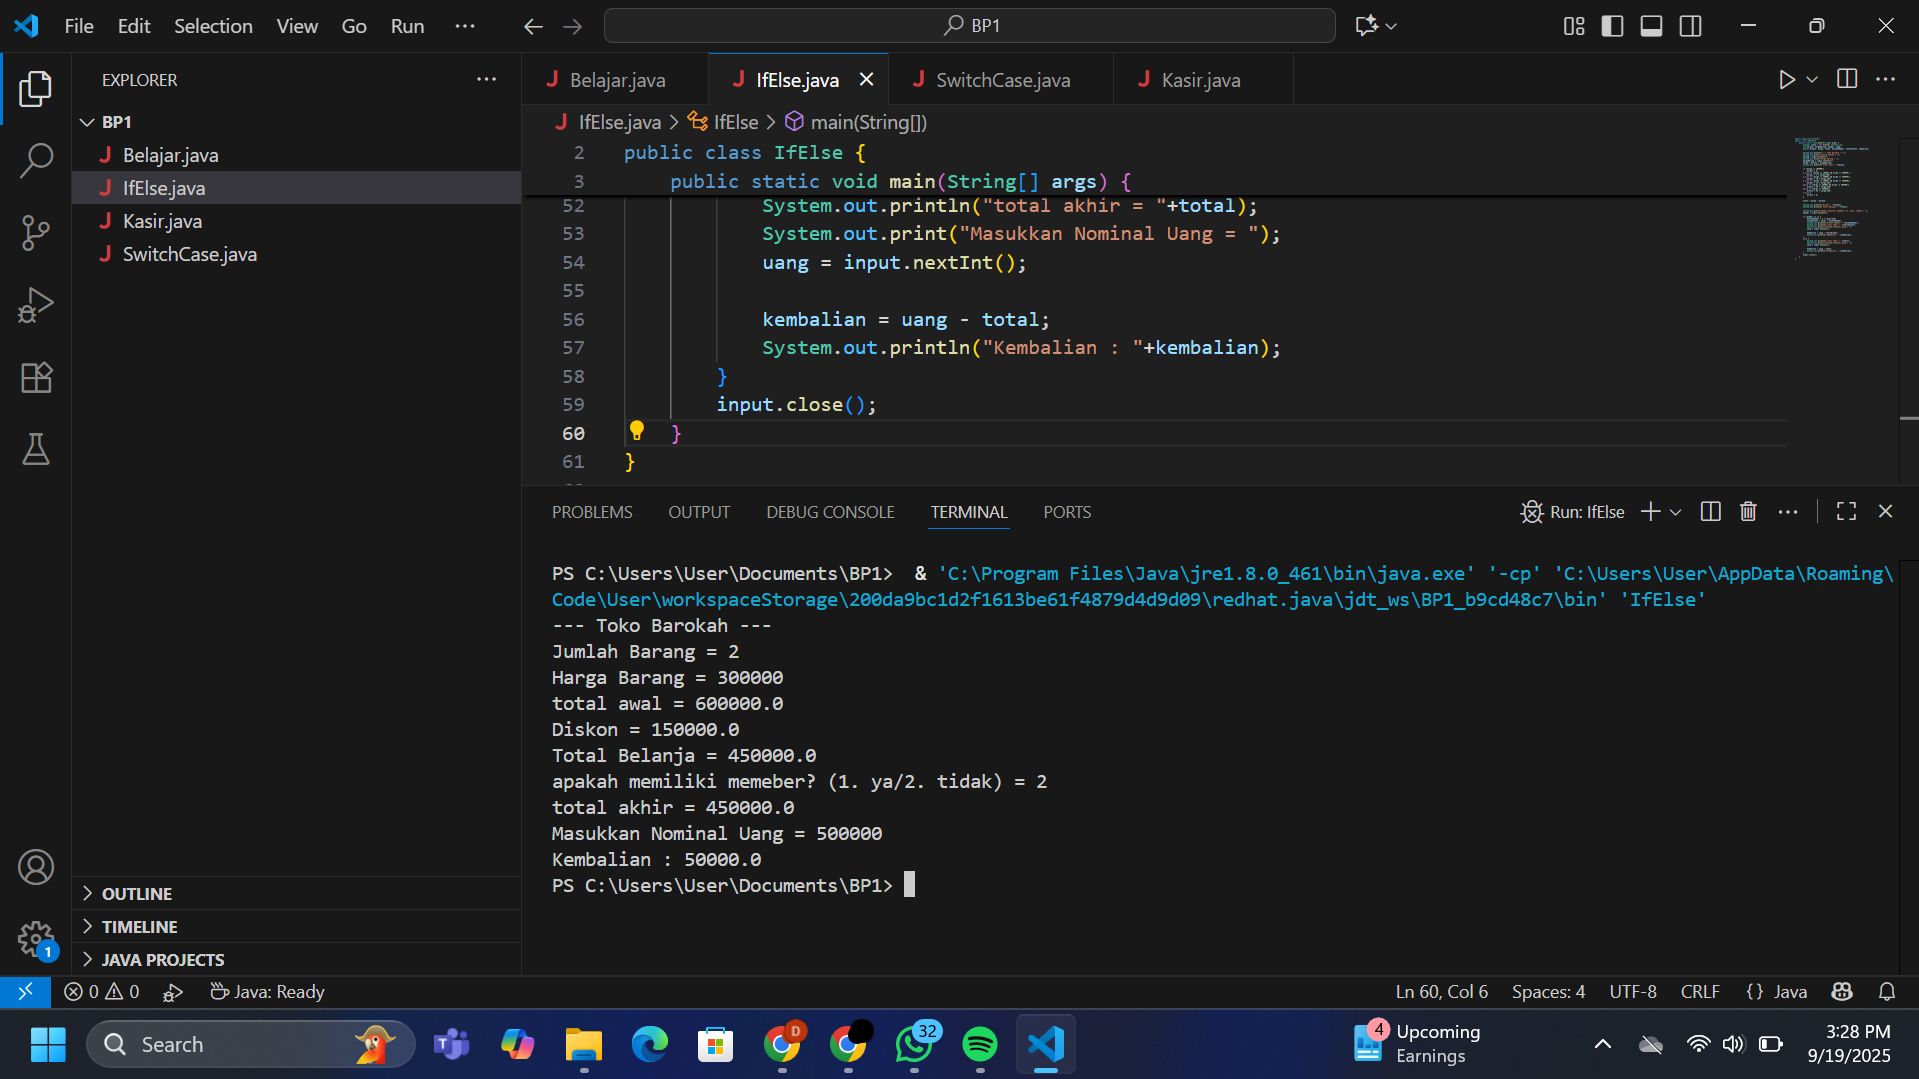 File Edit Selection View Go Run ··· BP1
EXPLORER ···
BP1
Belajar.java
IfElse.java
Kasir.java
SwitchCase.java
OUTLINE
TIMELINE
JAVA PROJECTS
Belajar.java IfElse.java SwitchCase.java Kasir.java
IfElse.java > IfElse > main(String[])
2 public class IfElse {
3 public static void main(String[] args) {
52 System.out.println("total akhir = "+total);
53 System.out.print("Masukkan Nominal Uang = ");
54 uang = input.nextInt();
55
56 kembalian = uang - total;
57 System.out.println("Kembalian : "+kembalian);
58 }
59 input.close();
60 }
61 }
PROBLEMS OUTPUT DEBUG CONSOLE TERMINAL PORTS Run: IfElse
PS C:\Users\User\Documents\BP1> & 'C:\Program Files\Java\jre1.8.0_461\bin\java.exe' '-cp' 'C:\Users\User\AppData\Roaming\
Code\User\workspaceStorage\200da9bc1d2f1613be61f4879d4d9d09\redhat.java\jdt_ws\BP1_b9cd48c7\bin' 'IfElse'
--- Toko Barokah ---
Jumlah Barang = 2
Harga Barang = 300000
total awal = 600000.0
Diskon = 150000.0
Total Belanja = 450000.0
apakah memiliki memeber? (1. ya/2. tidak) = 2
total akhir = 450000.0
Masukkan Nominal Uang = 500000
Kembalian : 50000.0
PS C:\Users\User\Documents\BP1>
1
0 0 Java: Ready Ln 60, Col 6 Spaces: 4 UTF-8 CRLF {} Java
Search
D
32
4
Upcoming
Earnings
3:28 PM
9/19/2025